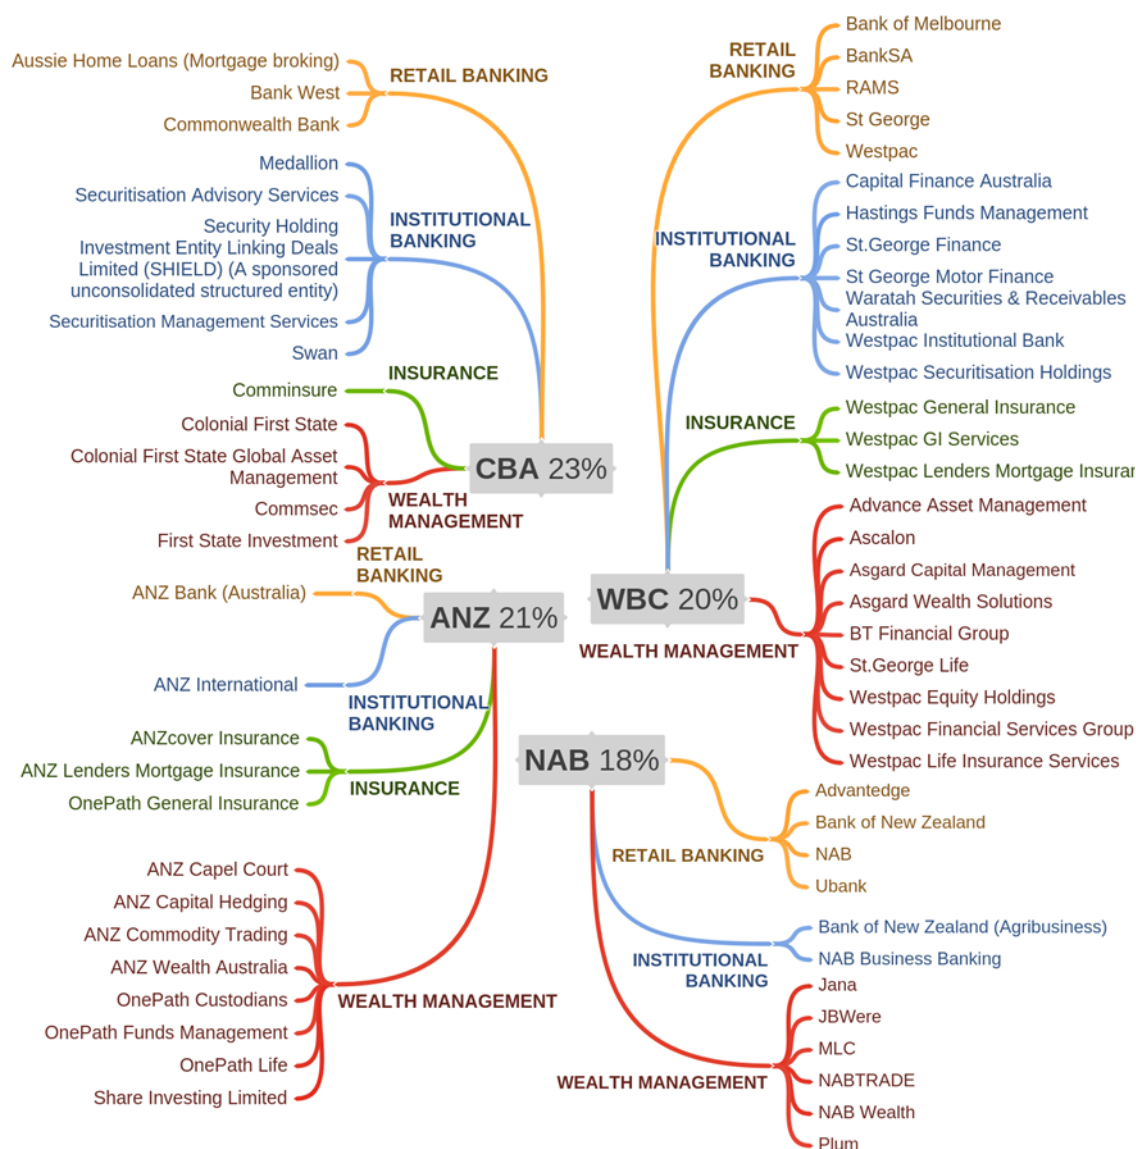 Aussie Home Loans (Mortgage broking)
Bank West
Commonwealth Bank
RETAIL BANKING
Medallion
Securitisation Advisory Services
Security Holding
Investment Entity Linking Deals
Limited (SHIELD) (A sponsored
unconsolidated structured entity)
Securitisation Management Services
Swan
INSTITUTIONAL
BANKING
Comminsure
INSURANCE
Colonial First State
Colonial First State Global Asset
Management
Commsec
First State Investment
WEALTH
MANAGEMENT
CBA 23%
RETAIL
BANKING
ANZ Bank (Australia)
ANZ 21%
ANZ International
INSTITUTIONAL
BANKING
ANZcover Insurance
ANZ Lenders Mortgage Insurance
OnePath General Insurance
INSURANCE
ANZ Capel Court
ANZ Capital Hedging
ANZ Commodity Trading
ANZ Wealth Australia
OnePath Custodians
OnePath Funds Management
OnePath Life
Share Investing Limited
WEALTH MANAGEMENT
RETAIL
BANKING
Bank of Melbourne
BankSA
RAMS
St George
Westpac
INSTITUTIONAL
BANKING
Capital Finance Australia
Hastings Funds Management
St.George Finance
St George Motor Finance
Waratah Securities & Receivables
Australia
Westpac Institutional Bank
Westpac Securitisation Holdings
INSURANCE
Westpac General Insurance
Westpac GI Services
Westpac Lenders Mortgage Insurar
WBC 20%
WEALTH MANAGEMENT
Advance Asset Management
Ascalon
Asgard Capital Management
Asgard Wealth Solutions
BT Financial Group
St.George Life
Westpac Equity Holdings
Westpac Financial Services Group
Westpac Life Insurance Services
NAB 18%
RETAIL BANKING
Advantedge
Bank of New Zealand
NAB
Ubank
INSTITUTIONAL
BANKING
Bank of New Zealand (Agribusiness)
NAB Business Banking
WEALTH MANAGEMENT
Jana
JBWere
MLC
NABTRADE
NAB Wealth
Plum